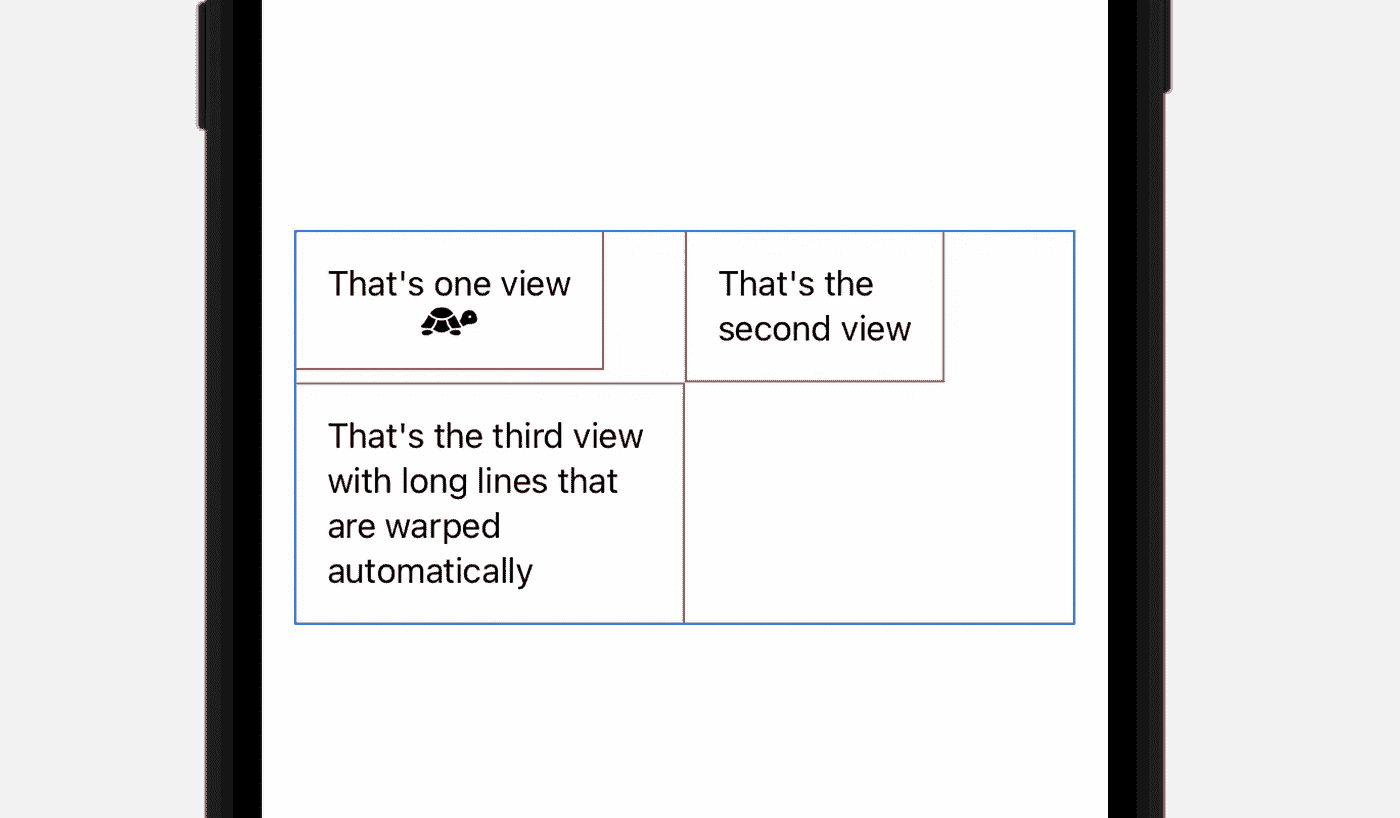 That's one view
That's the
second view
That's the third view
with long lines that
are warped
automatically